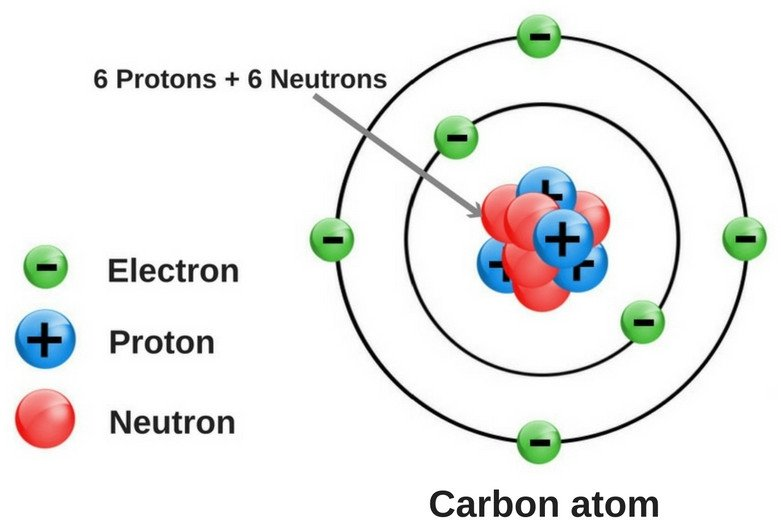 6 Protons + 6 Neutrons
Electron
Proton
Neutron
Carbon atom